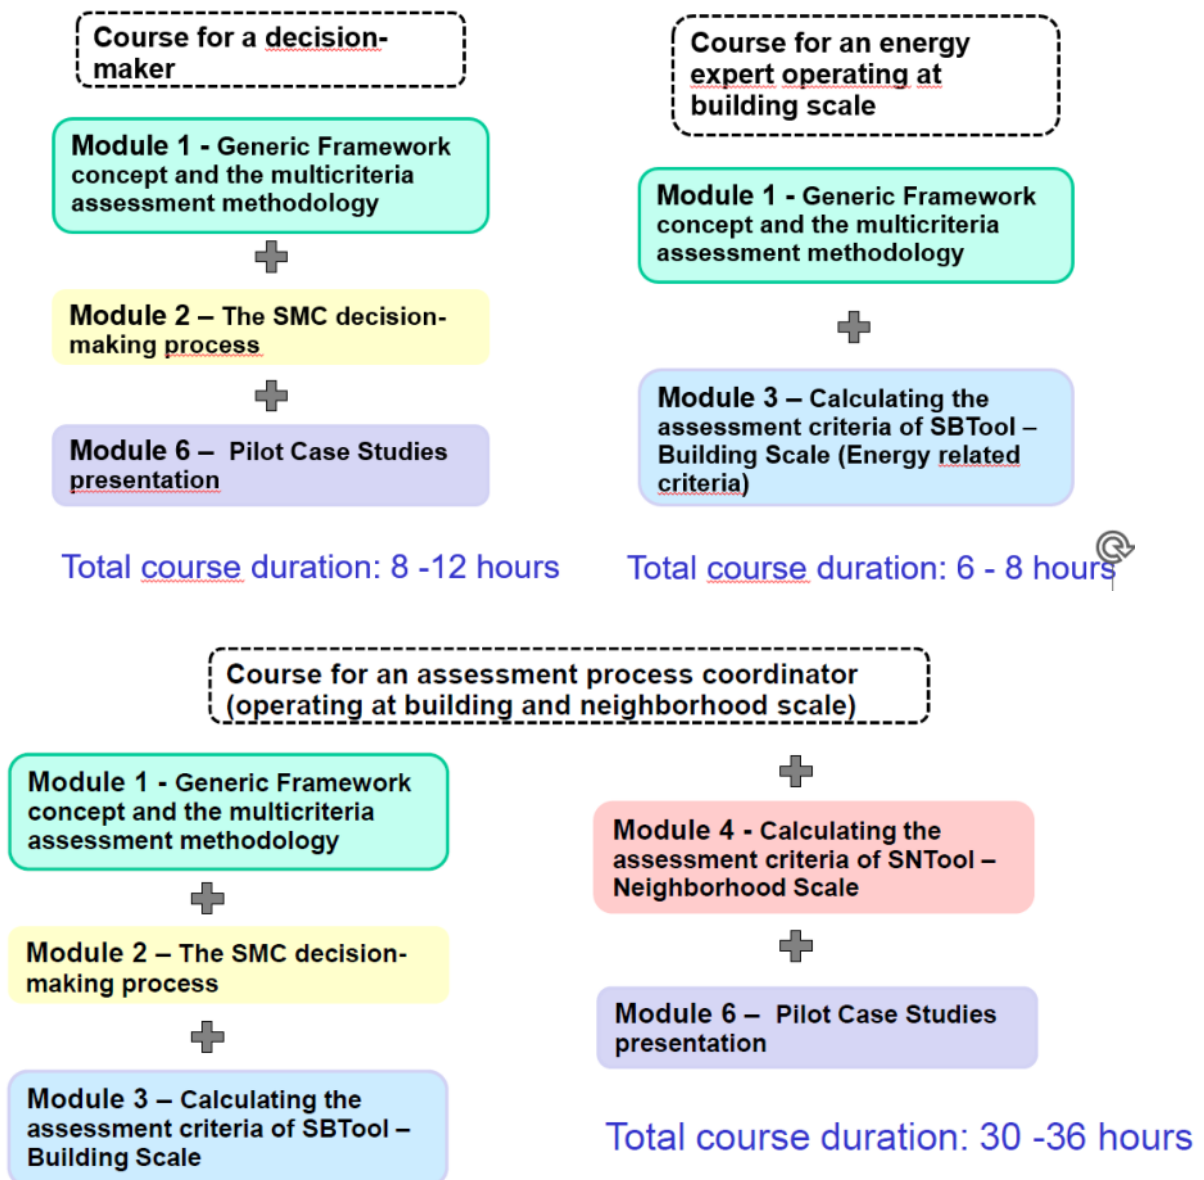 Course for a decision-
maker
Module 1 - Generic Framework
concept and the multicriteria
assessment methodology
Module 2 – The SMC decision-
making process
Module 6 –  Pilot Case Studies
presentation
Total course duration: 8 -12 hours
Course for an energy
expert operating at
building scale
Module 1 - Generic Framework
concept and the multicriteria
assessment methodology
Module 3 – Calculating the
assessment criteria of SBTool –
Building Scale (Energy related
criteria)
Total course duration: 6 - 8 hours
Course for an assessment process coordinator
(operating at building and neighborhood scale)
Module 1 - Generic Framework
concept and the multicriteria
assessment methodology
Module 2 – The SMC decision-
making process
Module 3 – Calculating the
assessment criteria of SBTool –
Building Scale
Module 4 - Calculating the
assessment criteria of SNTool –
Neighborhood Scale
Module 6 –  Pilot Case Studies
presentation
Total course duration: 30 -36 hours